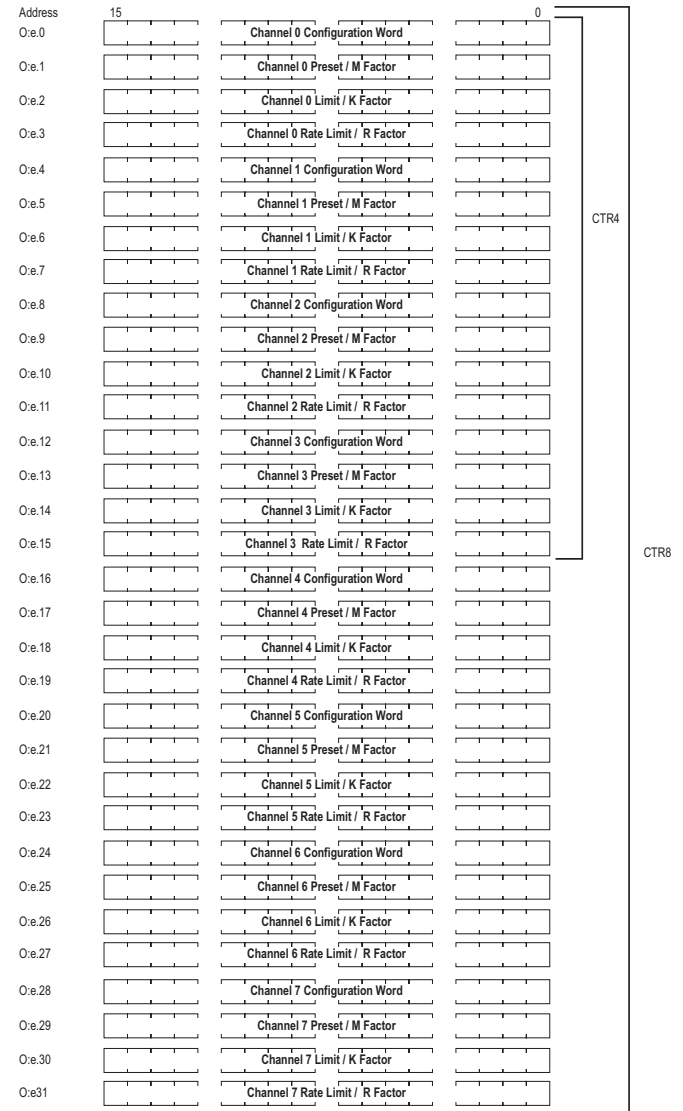 Address 15 0
O:e.0 Channel 0 Configuration Word
O:e.1 Channel 0 Preset / M Factor
O:e.2 Channel 0 Limit / K Factor
O:e.3 Channel 0 Rate Limit / R Factor
O:e.4 Channel 1 Configuration Word
O:e.5 Channel 1 Preset / M Factor
CTR4
O:e.6 Channel 1 Limit / K Factor
O:e.7 Channel 1 Rate Limit / R Factor
O:e.8 Channel 2 Configuration Word
O:e.9 Channel 2 Preset / M Factor
O:e.10 Channel 2 Limit / K Factor
O:e.11 Channel 2 Rate Limit / R Factor
O:e.12 Channel 3 Configuration Word
O:e.13 Channel 3 Preset / M Factor
O:e.14 Channel 3 Limit / K Factor
O:e.15 Channel 3 Rate Limit / R Factor
CTR8
O:e.16 Channel 4 Configuration Word
O:e.17 Channel 4 Preset / M Factor
O:e.18 Channel 4 Limit / K Factor
O:e.19 Channel 4 Rate Limit / R Factor
O:e.20 Channel 5 Configuration Word
O:e.21 Channel 5 Preset / M Factor
O:e.22 Channel 5 Limit / K Factor
O:e.23 Channel 5 Rate Limit / R Factor
O:e.24 Channel 6 Configuration Word
O:e.25 Channel 6 Preset / M Factor
O:e.26 Channel 6 Limit / K Factor
O:e.27 Channel 6 Rate Limit / R Factor
O:e.28 Channel 7 Configuration Word
O:e.29 Channel 7 Preset / M Factor
O:e.30 Channel 7 Limit / K Factor
O:e31 Channel 7 Rate Limit / R Factor